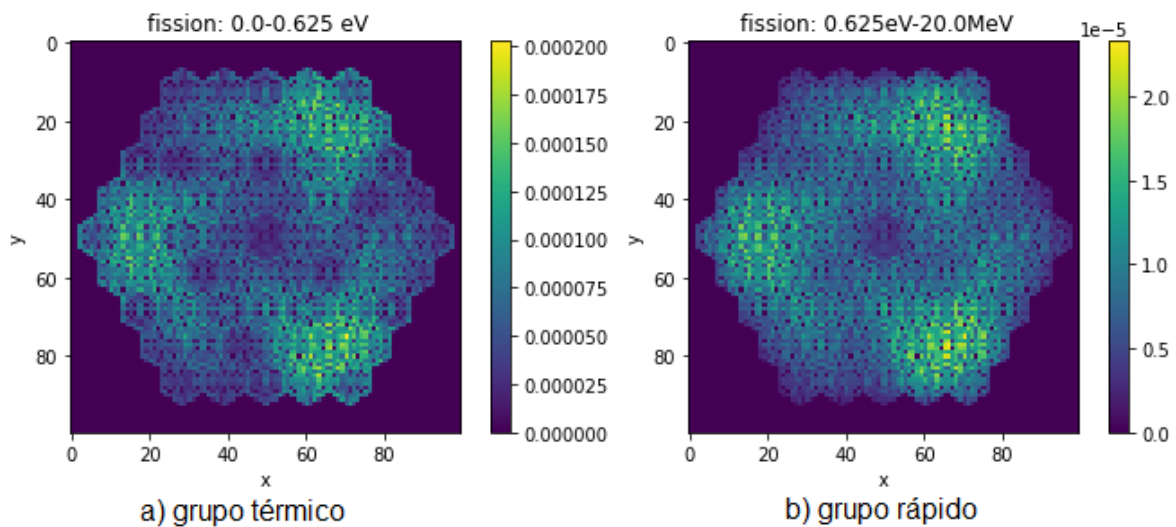 fission: 0.0-0.625 eV
0
20
40
60
80
y
0 20 40 60 80
x
0.000200
0.000175
0.000150
0.000125
0.000100
0.000075
0.000050
0.000025
0.000000
a) grupo térmico
fission: 0.625eV-20.0MeV
0
20
40
60
80
y
0 20 40 60 80
x
1e−5
2.0
1.5
1.0
0.5
0.0
b) grupo rápido